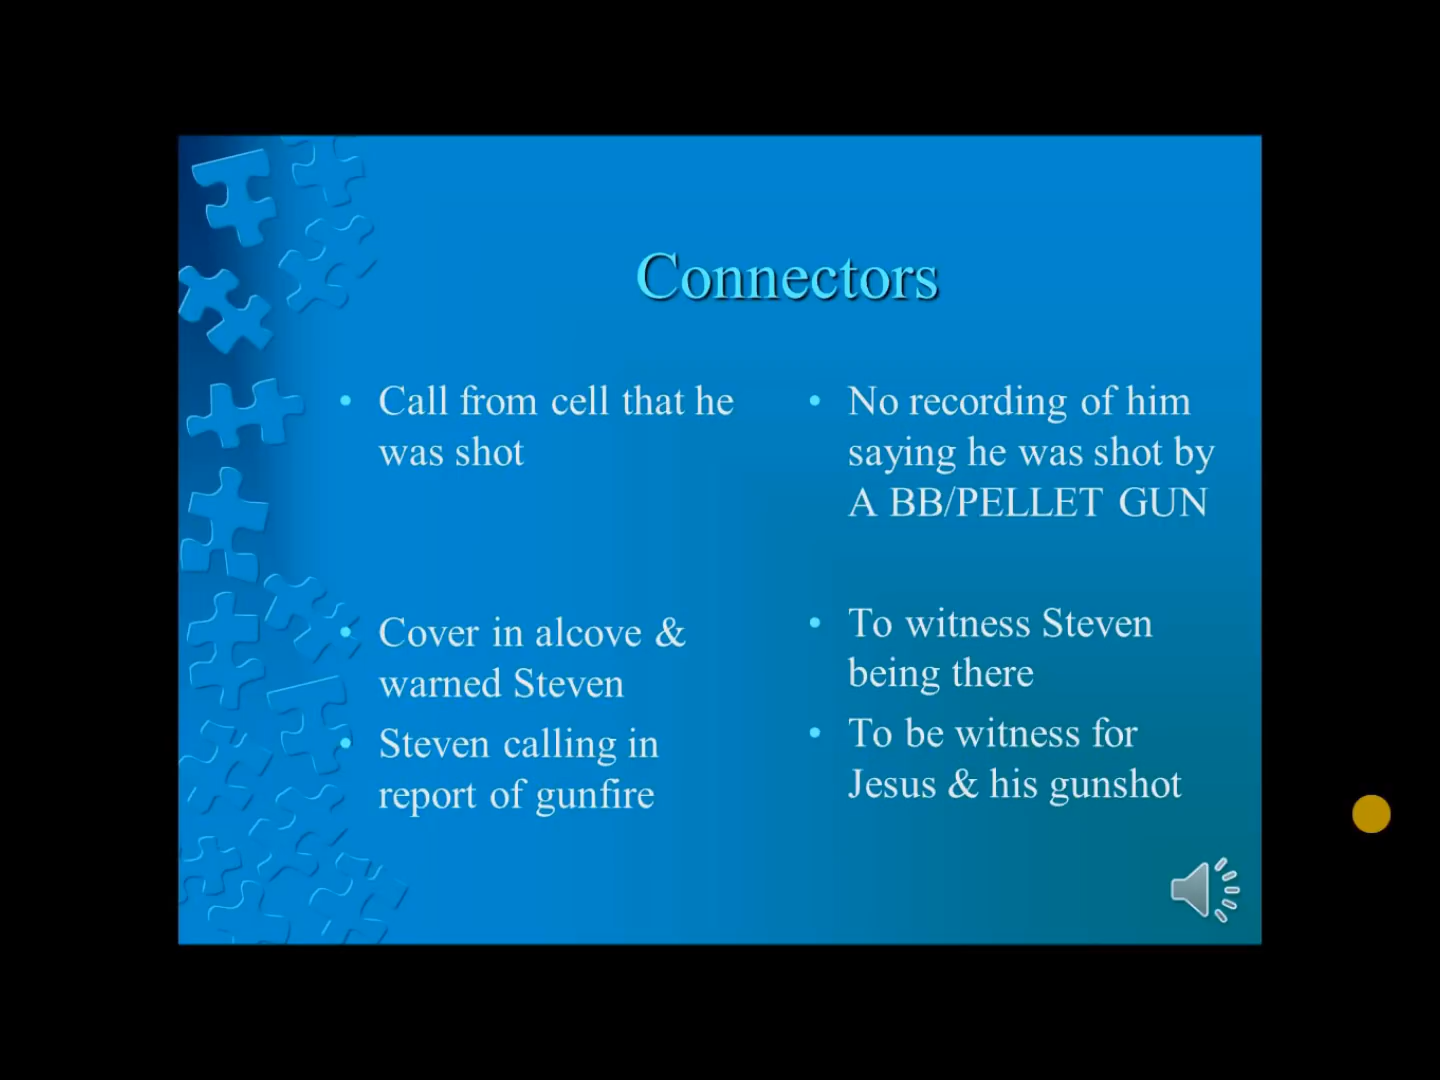 Connectors
Call from cell that he
was shot
Cover in alcove &
warned Steven
Steven calling in
report of gunfire
No recording of him
saying he was shot by
A BB/PELLET GUN
To witness Steven
being there
To be witness for
Jesus & his gunshot